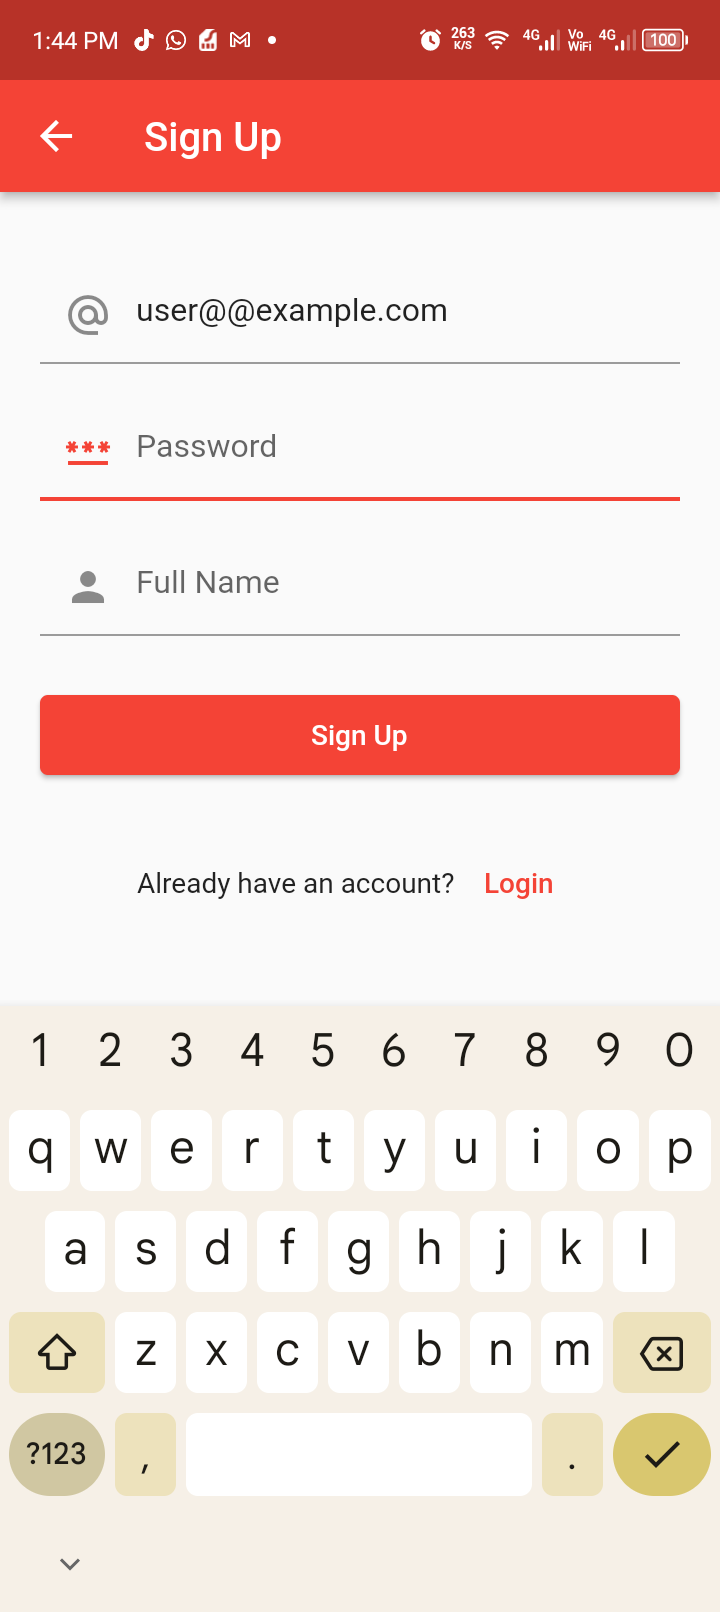 1:44 PM 263 K/S 4G Vo WiFi 4G 100
Sign Up
user@@example.com
*** Password
Full Name
Sign Up
Already have an account? Login
1 2 3 4 5 6 7 8 9 0
q w e r t y u i o p
a s d f g h j k l
z x c v b n m
?123 , .